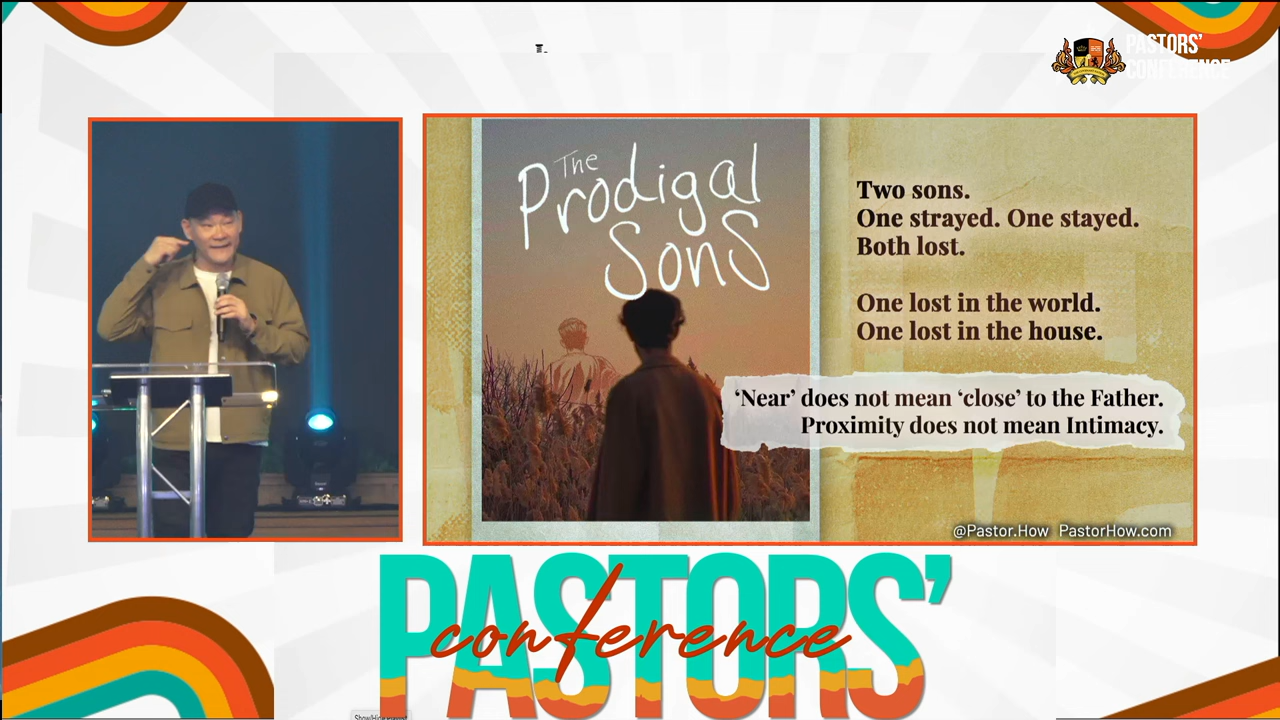 PASTORS'
CONFERENCE
The
Prodigal
Sons
Two sons.
One strayed. One stayed.
Both lost.
One lost in the world.
One lost in the house.
‘Near’ does not mean ‘close’ to the Father.
Proximity does not mean Intimacy.
@Pastor.How PastorHow.com
PASTORS’
conference